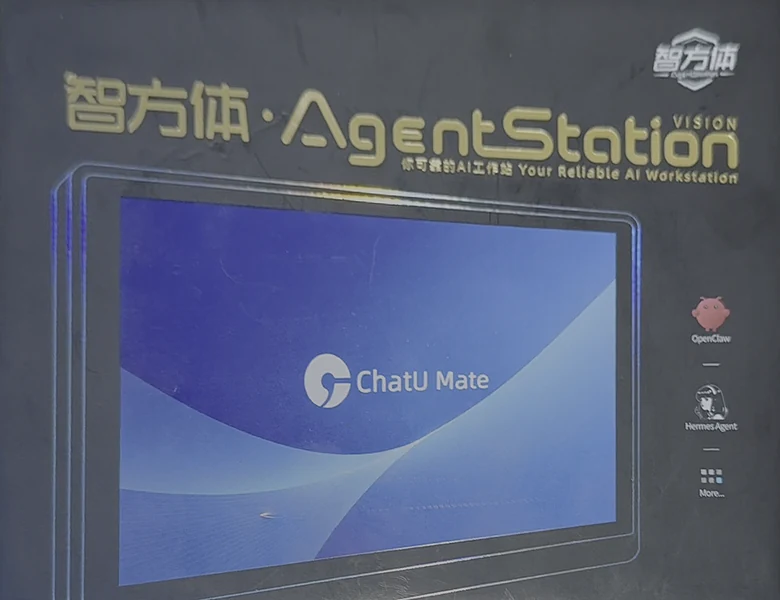 智方体
智方体·AgentStation
VISION
你可靠的AI工作站 Your Reliable AI Workstation
ChatU Mate
OpenClaw
Hermes Agent
More...